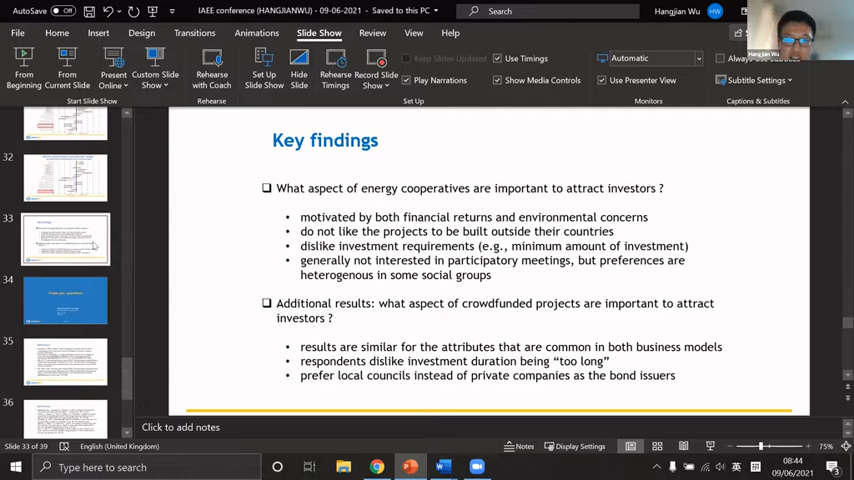 AutoSave Off IAEE conference (HANGJIANWU) - 09-06-2021 - Saved to this PC Search Hangjian Wu HW
File Home Insert Draw Design Transitions Animations Slide Show Review View Help
Hangjian Wu
From Beginning
From Current Slide
Present Online
Custom Slide Show
Rehearse with Coach
Set Up Slide Show
Hide Slide
Rehearse Timings
Record Slide Show
Keep Slides Updated
Play Narrations
Use Timings
Show Media Controls
Automatic
Use Presenter View
Subtitle Settings
Start Slide Show Rehearse Set Up Monitors Captions & Subtitles
32
33
34
35
36
Key findings
What aspect of energy cooperatives are important to attract investors ?
• motivated by both financial returns and environmental concerns
• do not like the projects to be built outside their countries
• dislike investment requirements (e.g., minimum amount of investment)
• generally not interested in participatory meetings, but preferences are
heterogenous in some social groups
Additional results: what aspect of crowdfunded projects are important to attract
investors ?
• results are similar for the attributes that are common in both business models
• respondents dislike investment duration being "too long"
• prefer local councils instead of private companies as the bond issuers
Click to add notes
Slide 33 of 39 English (United Kingdom) Notes Display Settings 75%
Type here to search 英 拼 08:44
09/06/2021 3